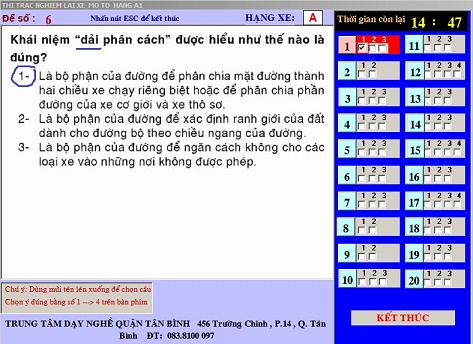 THI TRAC NGHIEM LAI XE MO TO HANG A1
Đề số : 6 Nhấn nút ESC để kết thúc HẠNG XE: A
Thời gian còn lại 14 : 47
Khái niệm “dải phân cách” được hiểu như thế nào là
đúng?
1- Là bộ phận của đường để phân chia mặt đường thành
hai chiều xe chạy riêng biệt hoặc để phân chia phần
đường của xe cơ giới và xe thô sơ.
2- Là bộ phận của đường để xác định ranh giới của đất
dành cho đường bộ theo chiều ngang của đường.
3- Là bộ phận của đường để ngăn cách không cho các
loại xe vào những nơi không được phép.
1 1 2 3
2 1 2
3 1 2 3
4 1 2 3
5 1 2 3
6 1 2 3
7 1 2 3
8 1 2
9 1 2 3
10 1 2 3
11 1 2 3
12 1 2 3 4
13 1 2 3
14 1 2 3
15 1 2 3
16 1 2 3
17 1 2 3
18 1 2 3
19 1 2 3
20 1 2 3
KẾT THÚC
Chú ý: Dùng mũi tên lên xuống để chọn câu
Chọn ý đúng bằng số 1 ---> 4 trên bàn phím
TRUNG TÂM DẠY NGHỀ QUẬN TÂN BÌNH 456 Trường Chinh , P.14 , Q. Tân
Bình ĐT: 083.8100 097